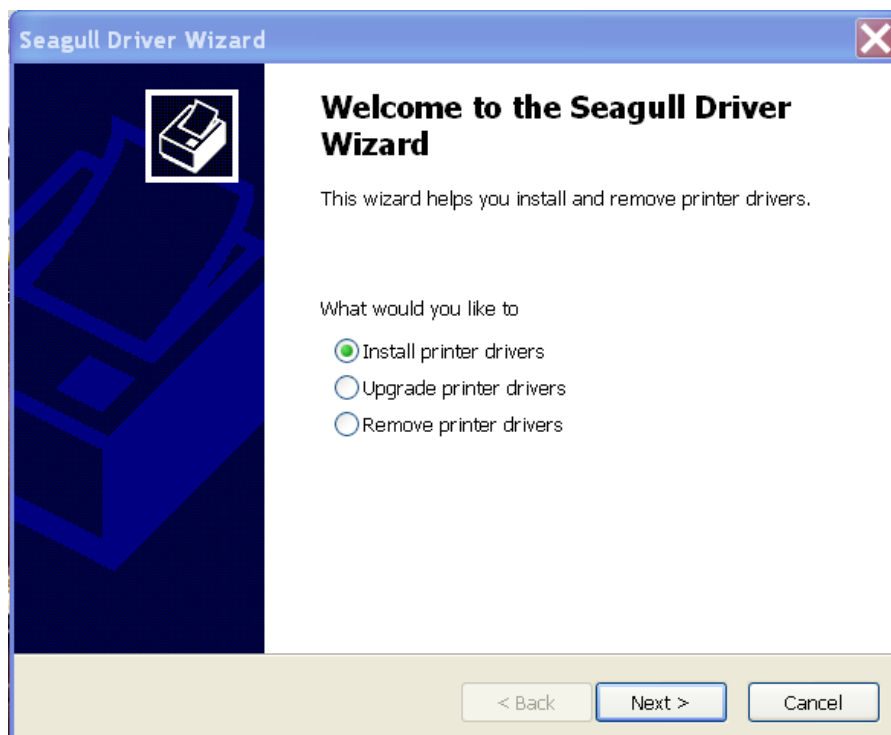 Seagull Driver Wizard
Welcome to the Seagull Driver
Wizard
This wizard helps you install and remove printer drivers.
What would you like to
Install printer drivers
Upgrade printer drivers
Remove printer drivers
< Back Next > Cancel